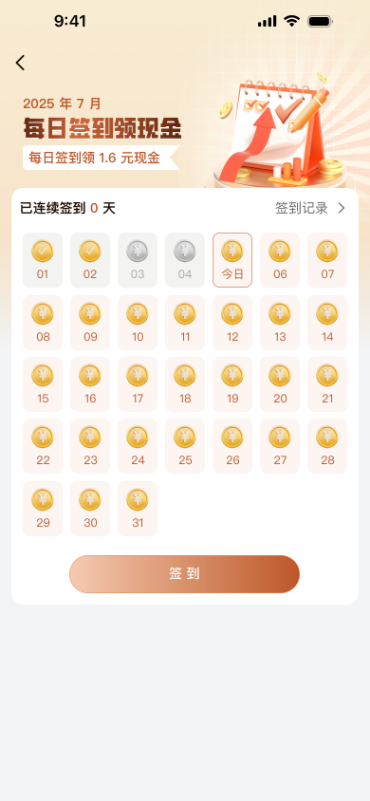 9:41
2025 年 7 月
每日签到领现金
每日签到领 1.6 元现金
已连续签到 0 天 签到记录
01 02 03 04 今日 06 07
08 09 10 11 12 13 14
15 16 17 18 19 20 21
22 23 24 25 26 27 28
29 30 31
签 到